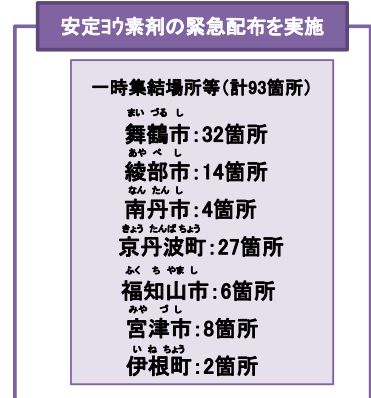 安定ﾖｳ素剤の緊急配布を実施
一時集結場所等（計93箇所）
まい づる し
舞鶴市：32箇所
あや べ し
綾部市：14箇所
なん たん し
南丹市：4箇所
きょう たんば ちょう
京丹波町：27箇所
ふく ち やま し
福知山市：6箇所
みや づ し
宮津市：8箇所
い ね ちょう
伊根町：2箇所